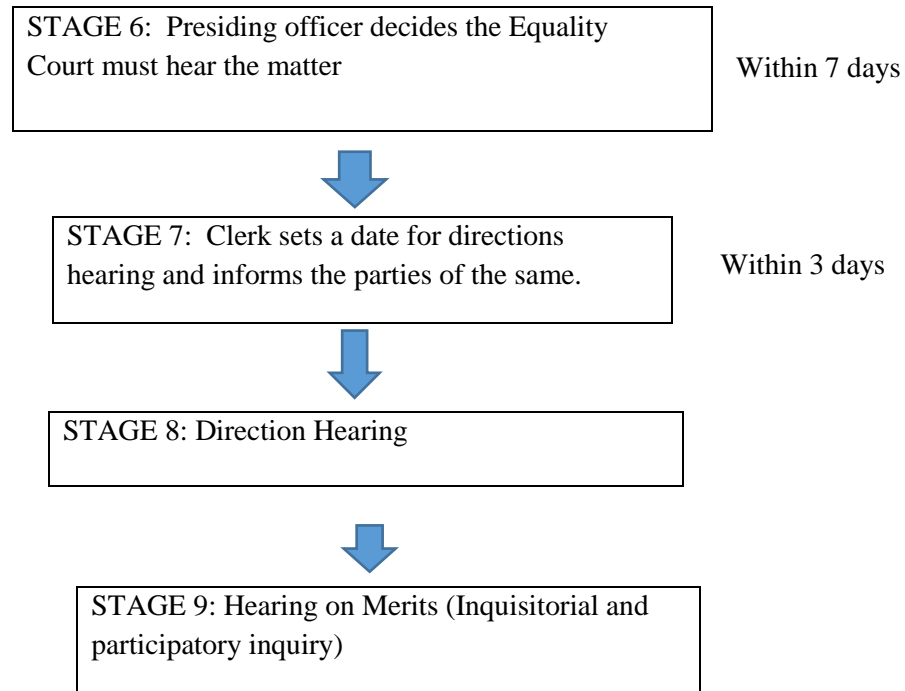 STAGE 6:  Presiding officer decides the Equality
Court must hear the matter
Within 7 days
STAGE 7:  Clerk sets a date for directions
hearing and informs the parties of the same.
Within 3 days
STAGE 8: Direction Hearing
STAGE 9: Hearing on Merits (Inquisitorial and
participatory inquiry)